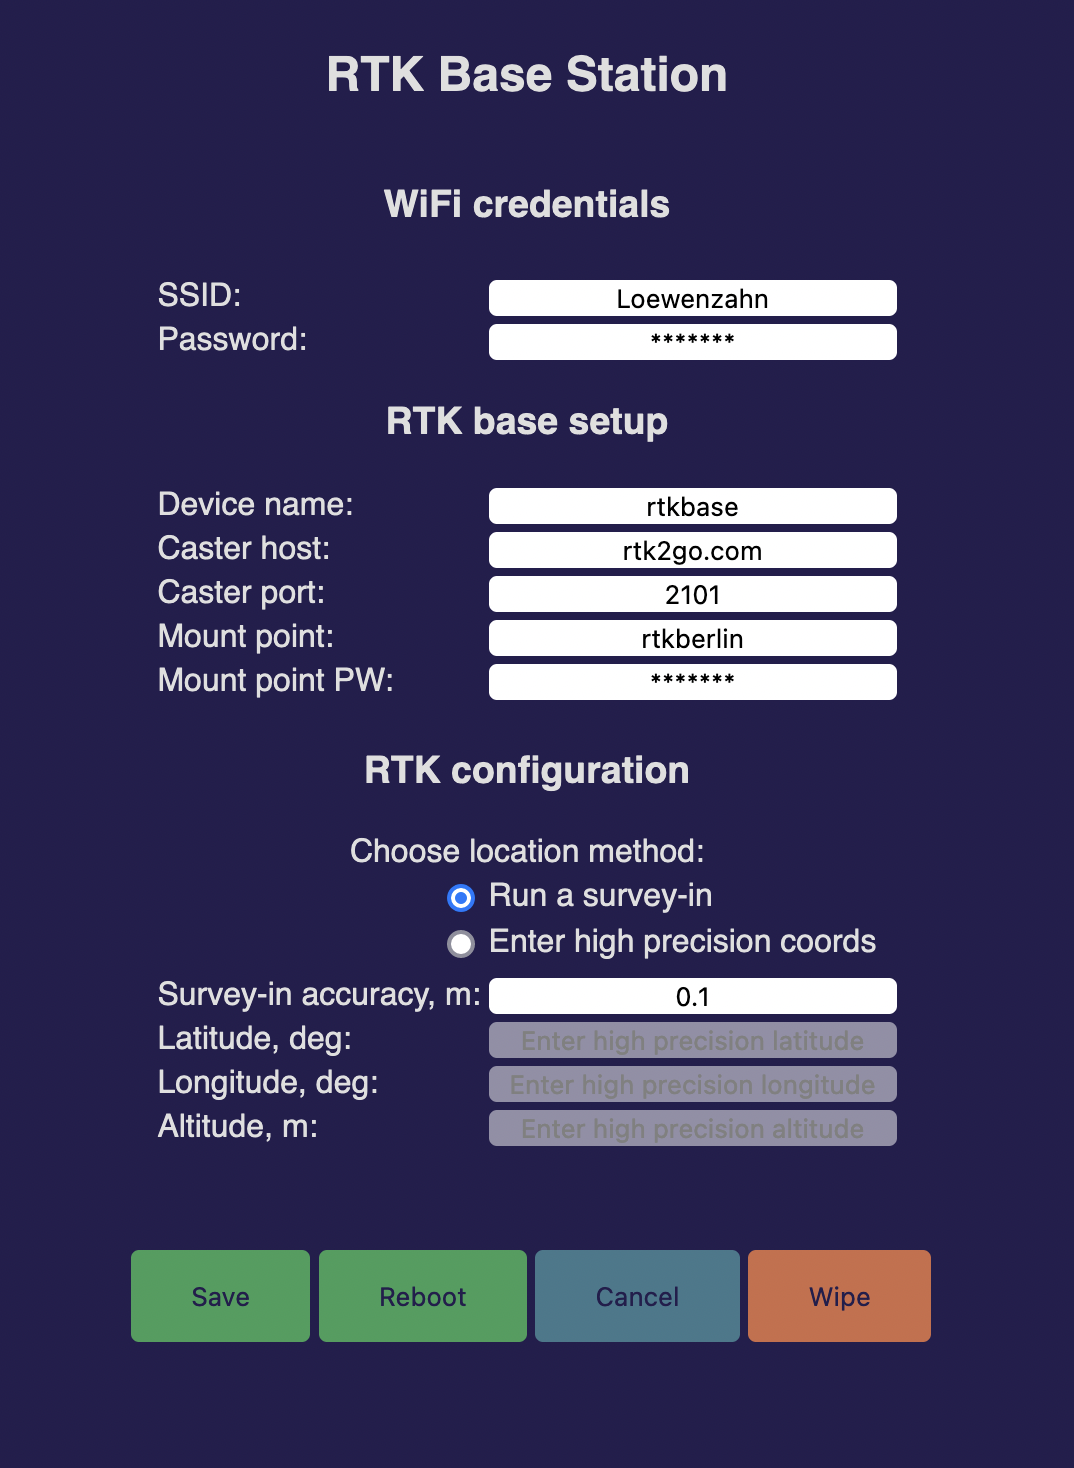 RTK Base Station
WiFi credentials
SSID: Loewenzahn
Password: *******
RTK base setup
Device name: rtkbase
Caster host: rtk2go.com
Caster port: 2101
Mount point: rtkberlin
Mount point PW: *******
RTK configuration
Choose location method:
Run a survey-in
Enter high precision coords
Survey-in accuracy, m: 0.1
Latitude, deg: Enter high precision latitude
Longitude, deg: Enter high precision longitude
Altitude, m: Enter high precision altitude
Save Reboot Cancel Wipe